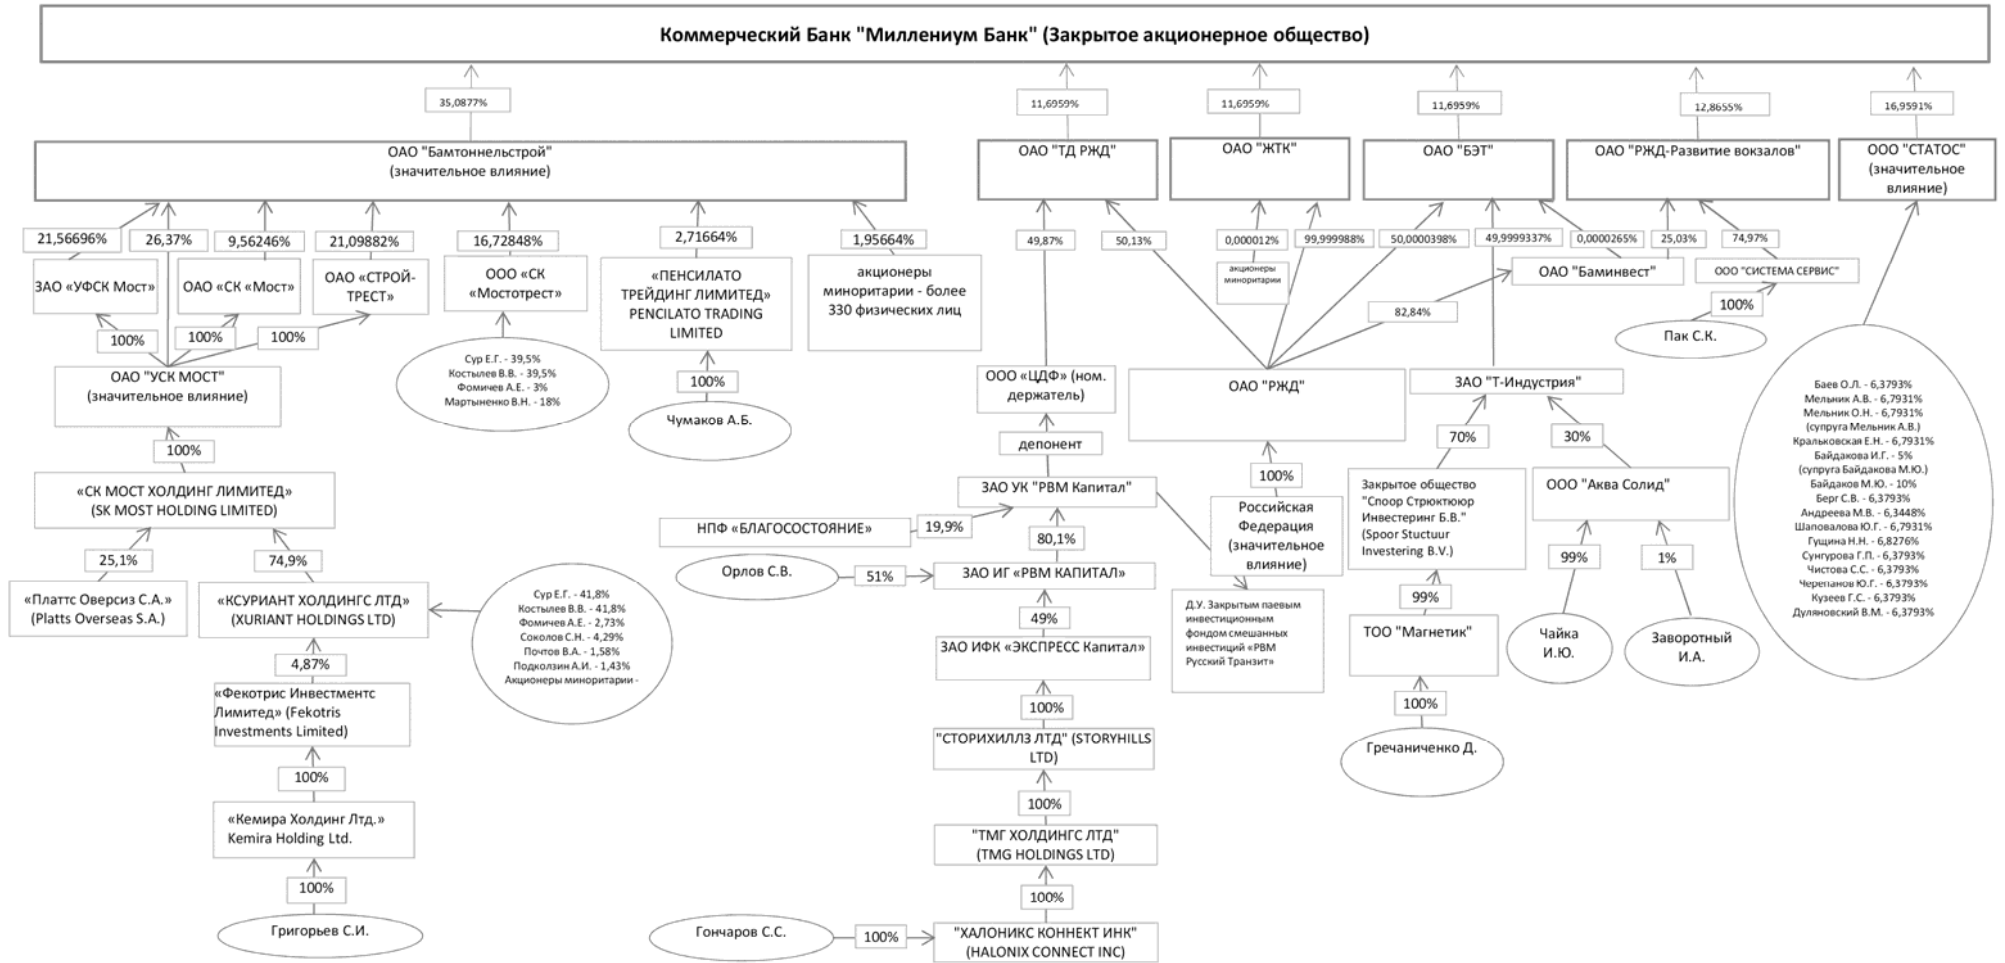 Коммерческий Банк "Миллениум Банк" (Закрытое акционерное общество)
35,0877%
11,6959%
11,6959%
11,6959%
12,8655%
16,9591%
ОАО "Бамтоннельстрой"
(значительное влияние)
ОАО "ТД РЖД"
ОАО "ЖТК"
ОАО "БЭТ"
ОАО "РЖД-Развитие вокзалов"
ООО "СТАТОС"
(значительное
влияние)
21,56696%
26,37%
9,56246%
21,09882%
16,72848%
2,71664%
1,95664%
49,87%
50,13%
0,000012%
99,999988%
50,0000398%
49,9999337%
0,0000265%
25,03%
74,97%
ЗАО «УФСК Мост»
ОАО «СК «Мост»
ОАО «СТРОЙ-
ТРЕСТ»
ООО «СК
«Мостотрест»
«ПЕНСИЛАТО
ТРЕЙДИНГ ЛИМИТЕД»
PENCILATO TRADING
LIMITED
акционеры
миноритарии - более
330 физических лиц
акционеры
миноритарии
ОАО "Баминвест"
ООО "СИСТЕМА СЕРВИС"
100%
100%
100%
82,84%
100%
Пак С.К.
ОАО "УСК МОСТ"
(значительное влияние)
Сур Е.Г. - 39,5%
Костылев В.В. - 39,5%
Фомичев А.Е. - 3%
Мартыненко В.Н. - 18%
100%
Чумаков А.Б.
ООО «ЦДФ» (ном.
держатель)
депонент
ОАО "РЖД"
ЗАО "Т-Индустрия"
70%
30%
Баев О.Л. - 6,3793%
Мельник А.В. - 6,7931%
Мельник О.Н. - 6,7931%
(супруга Мельник А.В.)
Кральковская Е.Н. - 6,7931%
Байдакова И.Г. - 5%
(супруга Байдакова М.Ю.)
Байдаков М.Ю. - 10%
Берг С.В. - 6,3793%
Андреева М.В. - 6,3448%
Шаповалова Ю.Г. - 6,7931%
Гущина Н.Н. - 6,8276%
Сунгурова Г.П. - 6,3793%
Чистова С.С. - 6,3793%
Черепанов Ю.Г. - 6,3793%
Кузеев Г.С. - 6,3793%
Дуляновский В.М. - 6,3793%
100%
«СК МОСТ ХОЛДИНГ ЛИМИТЕД»
(SK MOST HOLDING LIMITED)
ЗАО УК "РВМ Капитал"
100%
Российская
Федерация
(значительное
влияние)
Закрытое общество
"Споор Стрюктююр
Инвестеринг Б.В."
(Spoor Stuctuur
Investering B.V.)
ООО "Аква Солид"
НПФ «БЛАГОСОСТОЯНИЕ»
19,9%
80,1%
25,1%
74,9%
99%
1%
Орлов С.В.
51%
ЗАО ИГ «РВМ КАПИТАЛ»
«Платтс Оверсиз С.А.»
(Platts Overseas S.A.)
«КСУРИАНТ ХОЛДИНГС ЛТД»
(XURIANT HOLDINGS LTD)
Сур Е.Г. - 41,8%
Костылев В.В. - 41,8%
Фомичев А.Е. - 2,73%
Соколов С.Н. - 4,29%
Почтов В.А. - 1,58%
Подколзин А.И. - 1,43%
Акционеры миноритарии -
49%
Д.У. Закрытым паевым
инвестиционным
фондом смешанных
инвестиций «РВМ
Русский Транзит»
99%
ТОО "Магнетик"
Чайка
И.Ю.
Заворотный
И.А.
4,87%
ЗАО ИФК «ЭКСПРЕСС Капитал»
«Фекотрис Инвестментс
Лимитед» (Fekotris
Investments Limited)
100%
100%
"СТОРИХИЛЛЗ ЛТД" (STORYHILLS
LTD)
Гречаниченко Д.
100%
100%
«Кемира Холдинг Лтд.»
Kemira Holding Ltd.
"ТМГ ХОЛДИНГС ЛТД"
(TMG HOLDINGS LTD)
100%
100%
Григорьев С.И.
Гончаров С.С.
100%
"ХАЛОНИКС КОННЕКТ ИНК"
(HALONIX CONNECT INC)